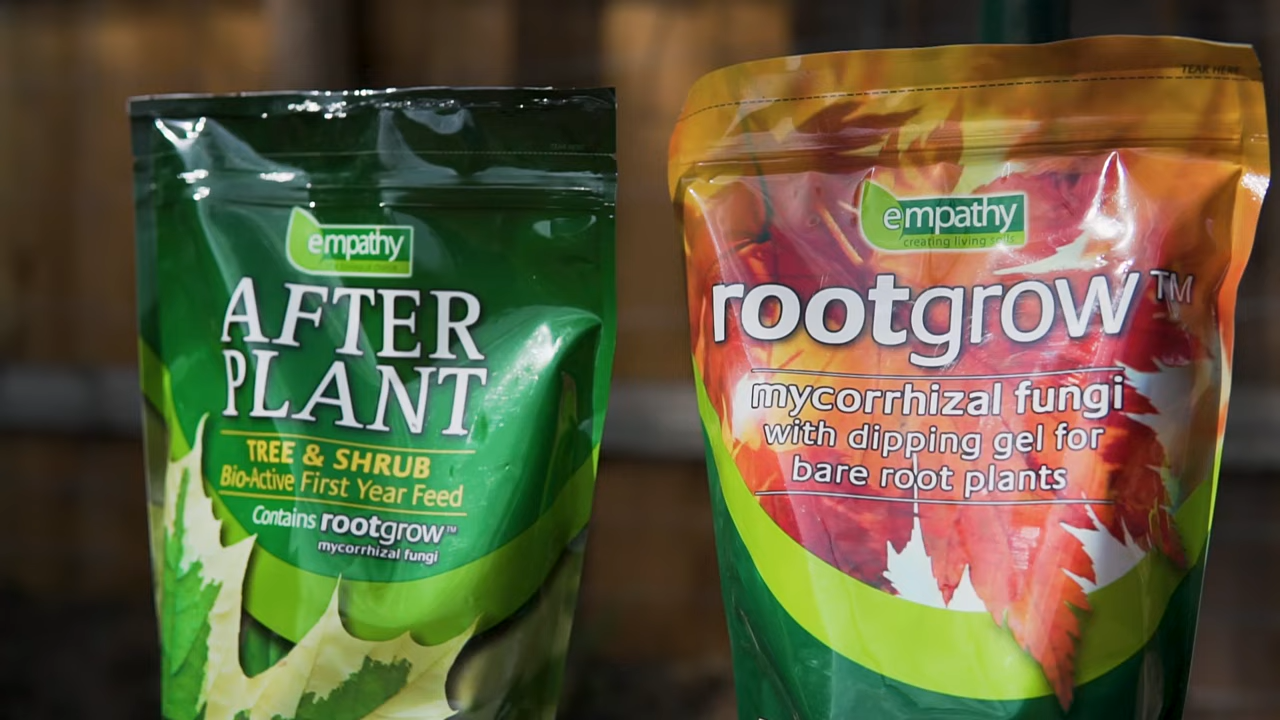 empathy
AFTER
PLANT
TREE & SHRUB
Bio-Active First Year Feed
Contains rootgrow™
mycorrhizal fungi
TEAR HERE
empathy
creating living soils
rootgrow™
mycorrhizal fungi
with dipping gel for
bare root plants